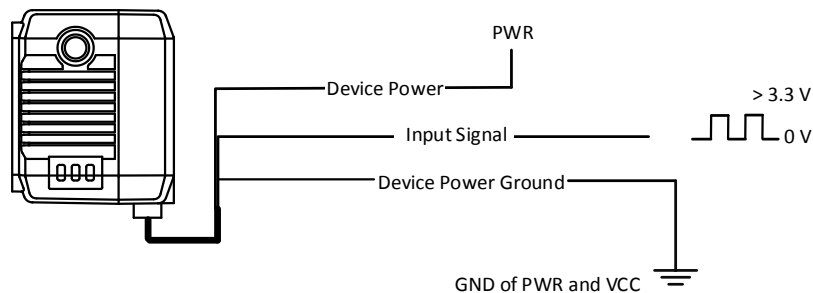 PWR
Device Power
> 3.3 V
Input Signal
0 V
Device Power Ground
GND of PWR and VCC